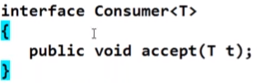 interface Consumer<T>
{
public void accept(T t);
}